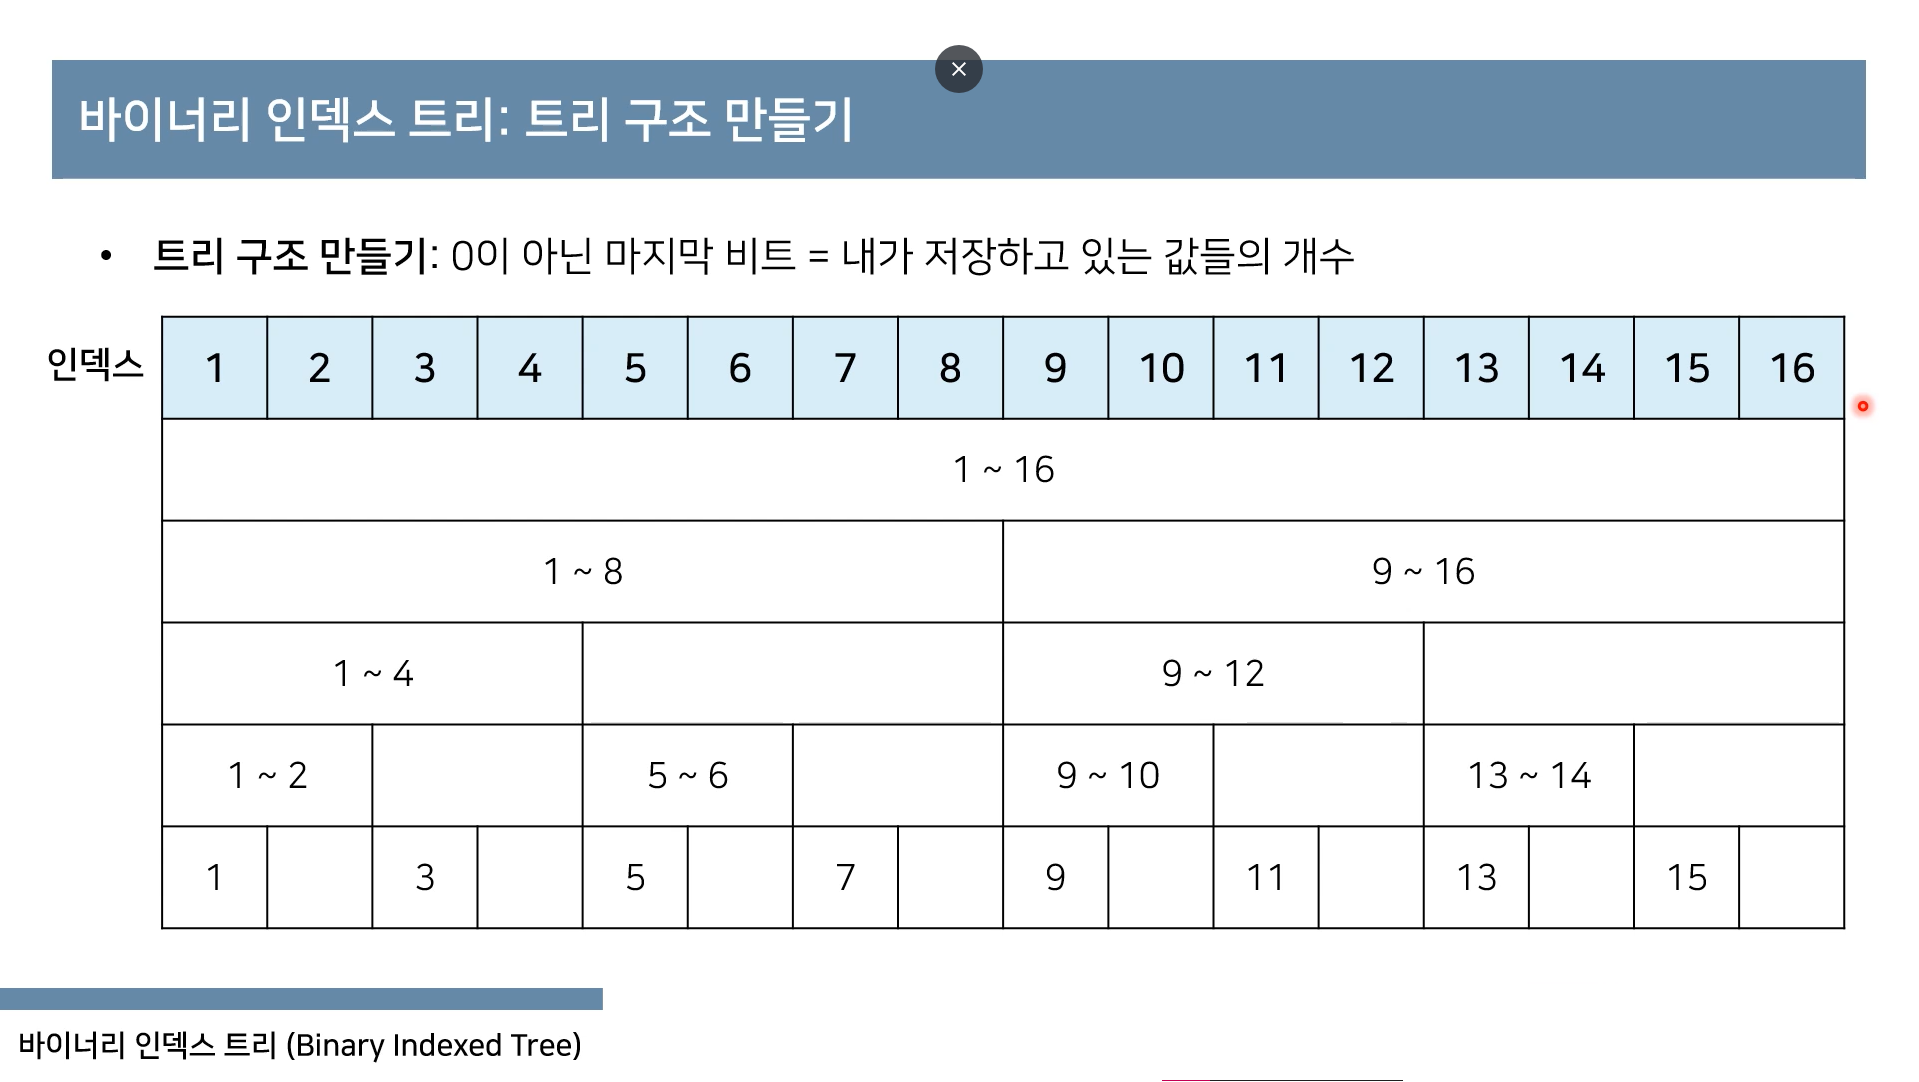 바이너리 인덱스 트리: 트리 구조 만들기
• 트리 구조 만들기: 0이 아닌 마지막 비트 = 내가 저장하고 있는 값들의 개수
인덱스 1 2 3 4 5 6 7 8 9 10 11 12 13 14 15 16
1 ~ 16
1 ~ 8 9 ~ 16
1 ~ 4 9 ~ 12
1 ~ 2 5 ~ 6 9 ~ 10 13 ~ 14
1 3 5 7 9 11 13 15
바이너리 인덱스 트리 (Binary Indexed Tree)